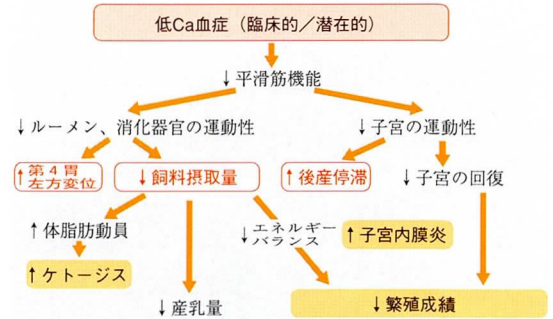 低Ca血症（臨床的／潜在的）
↓平滑筋機能
↓ルーメン、消化器官の運動性
↓子宮の運動性
↑第4胃
左方変位
↓飼料摂取量
↑後産停滞
↓子宮の回復
↑体脂肪動員
↓エネルギー
バランス
↑子宮内膜炎
↑ケトージス
↓産乳量
↓繁殖成績